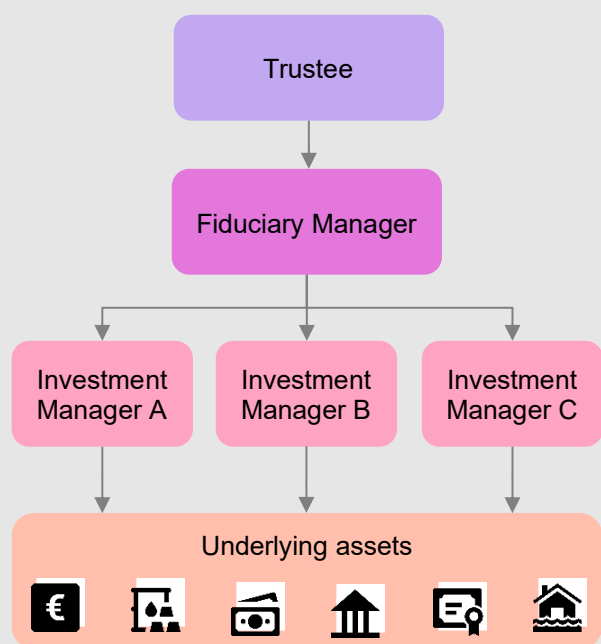 Trustee
Fiduciary Manager
Investment
Manager A
Investment
Manager B
Investment
Manager C
Underlying assets
€